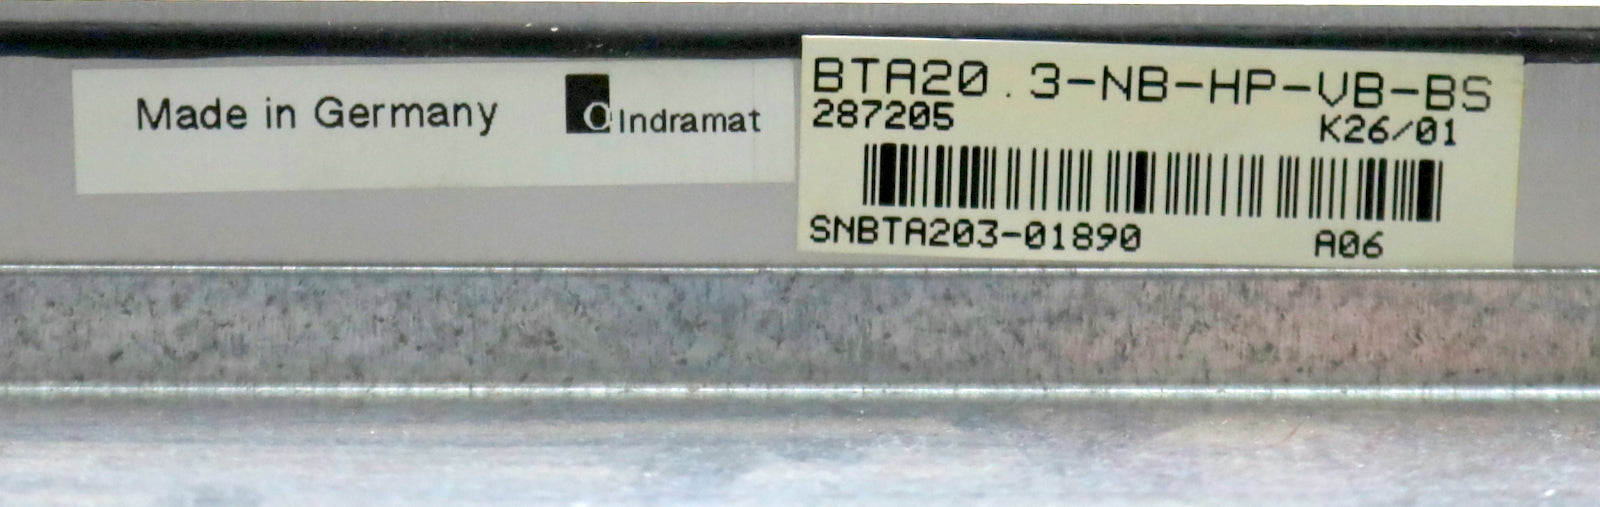 Made in Germany
Indramat
BTA20.3-NB-HP-VB-BS
287205 K26/01
SNBTA203-01890 A06